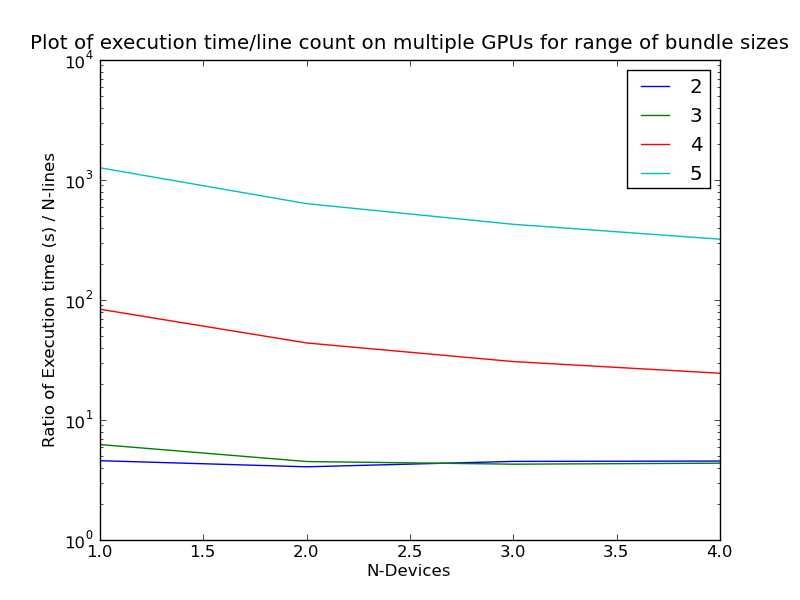 Plot of execution time/line count on multiple GPUs for range of bundle sizes
10^4
10^3
10^2
10^1
10^0
Ratio of Execution time (s) / N-lines
2
3
4
5
1.0 1.5 2.0 2.5 3.0 3.5 4.0
N-Devices